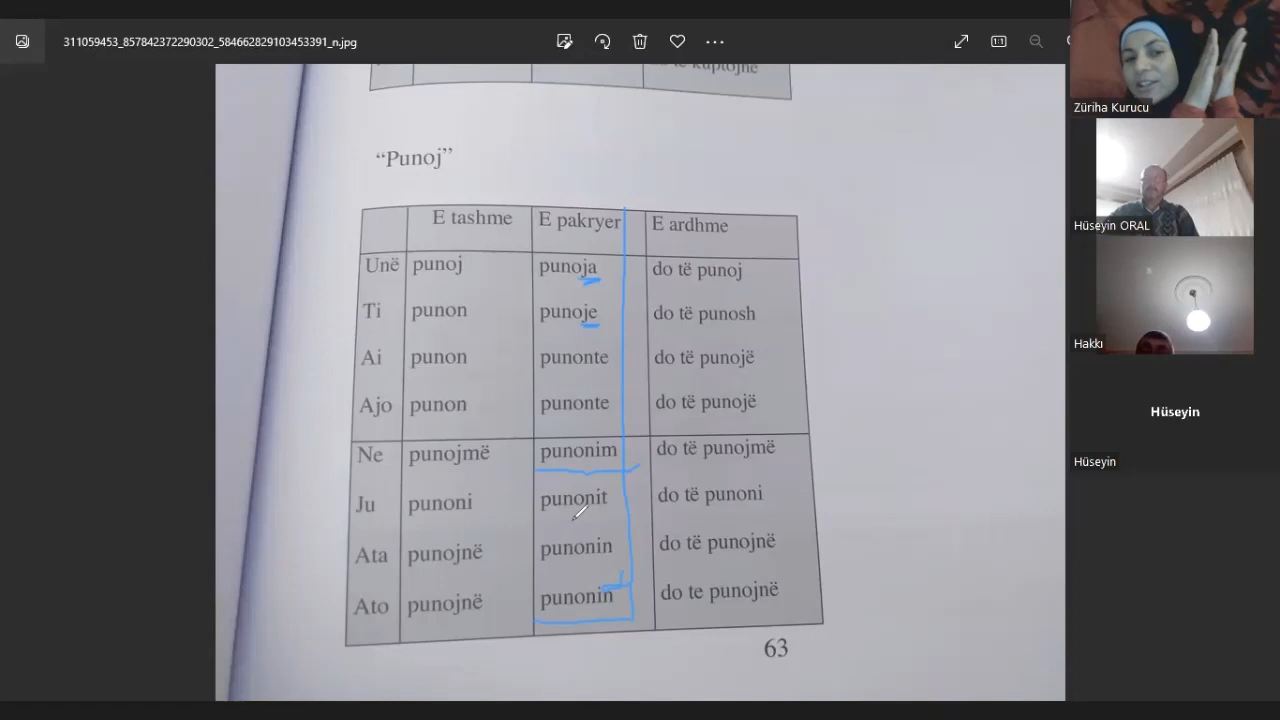 311059453_857842372290302_584662829103453391_n.jpg
Züriha Kurucu
Hüseyin ORAL
Hakkı
Hüseyin
Hüseyin
kuptojnë
“Punoj”
E tashme E pakryer E ardhme
Unë punoj punoja do të punoj
Ti punon punoje do të punosh
Ai punon punonte do të punojë
Ajo punon punonte do të punojë
Ne punojmë punonim do të punojmë
Ju punoni punonit do të punoni
Ata punojnë punonin do të punojnë
Ato punojnë punonin do te punojnë
63